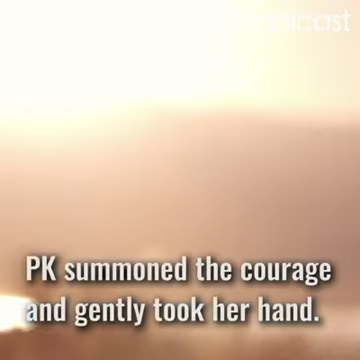 PK summoned the courage
and gently took her hand.